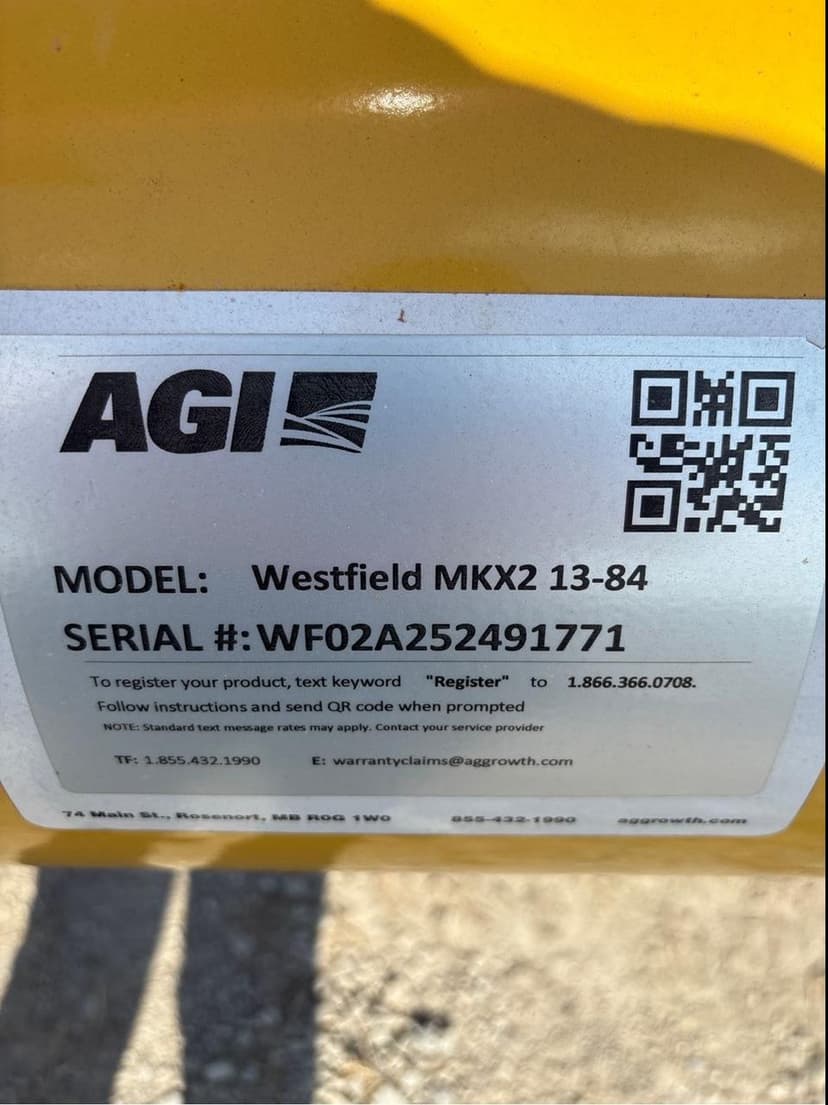 AGI
MODEL: Westfield MKX2 13-84
SERIAL #: WF02A252491771
To register your product, text keyword "Register" to 1.866.366.0708.
Follow instructions and send QR code when prompted
NOTE: Standard text message rates may apply. Contact your service provider
TF: 1.855.432.1990 E: warrantyclaims@aggrowth.com
74 Main St., Rosenort, MB R0G 1W0 855-432-1990 aggrowth.com